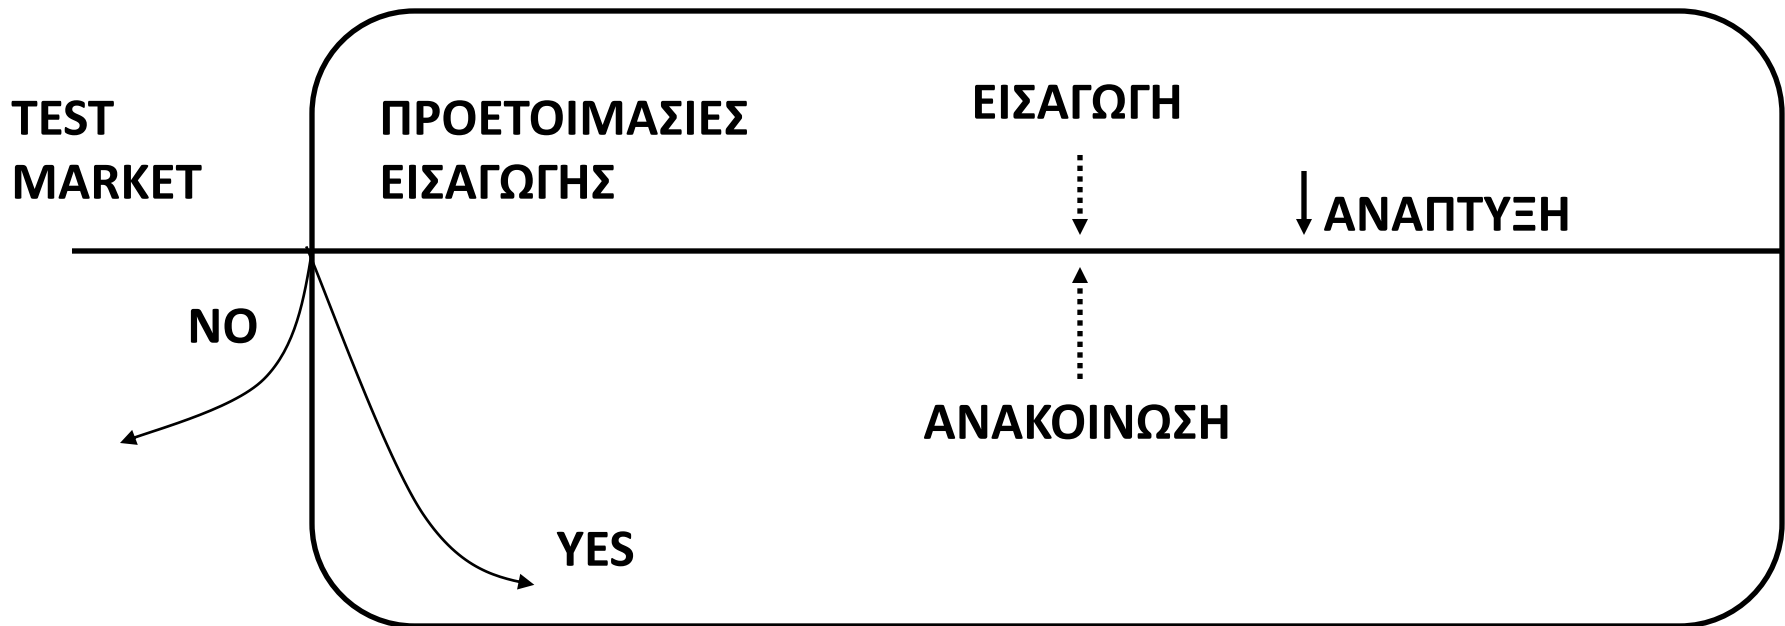 TEST
MARKET
ΠΡΟΕΤΟΙΜΑΣΙΕΣ
ΕΙΣΑΓΩΓΗΣ
ΕΙΣΑΓΩΓΗ
ΑΝΑΠΤΥΞΗ
NO
ΑΝΑΚΟΙΝΩΣΗ
YES